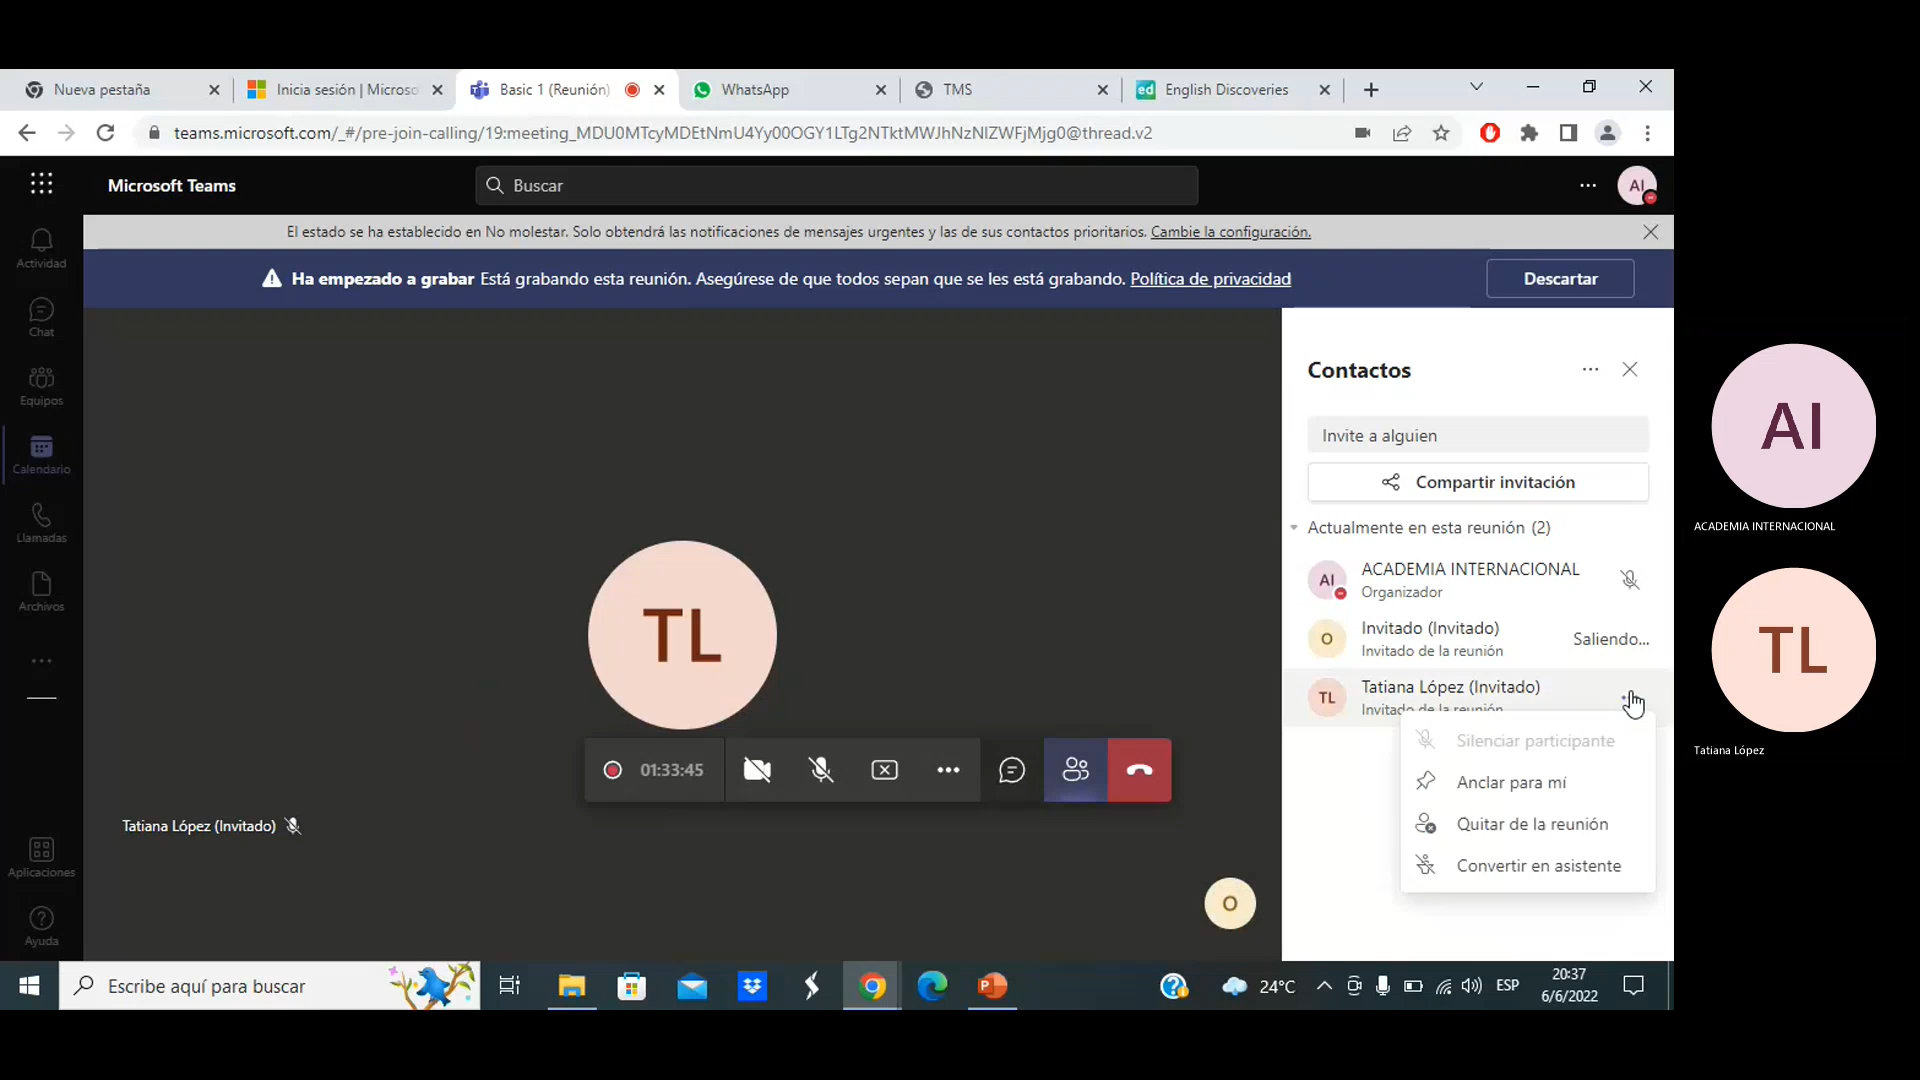 Nueva pestaña
Inicia sesión | Microso
Basic 1 (Reunión)
WhatsApp
TMS
ed
English Discoveries
teams.microsoft.com/_#/pre-join-calling/19:meeting_MDU0MTcyMDEtNmU4Yy00OGY1LTg2NTktMWJhNzNlZWFjMjg0@thread.v2
Microsoft Teams
Buscar
AI
El estado se ha establecido en No molestar. Solo obtendrá las notificaciones de mensajes urgentes y las de sus contactos prioritarios. Cambie la configuración.
Ha empezado a grabar Está grabando esta reunión. Asegúrese de que todos sepan que se les está grabando. Política de privacidad
Descartar
Actividad
Chat
Equipos
Calendario
Llamadas
Archivos
Aplicaciones
Ayuda
TL
01:33:45
Tatiana López (Invitado)
O
Contactos
Invite a alguien
Compartir invitación
Actualmente en esta reunión (2)
AI
ACADEMIA INTERNACIONAL
Organizador
O
Invitado (Invitado)
Invitado de la reunión
Saliendo...
TL
Tatiana López (Invitado)
Invitado de la reunión
Silenciar participante
Anclar para mí
Quitar de la reunión
Convertir en asistente
AI
ACADEMIA INTERNACIONAL
TL
Tatiana López
Escribe aquí para buscar
24°C
ESP
20:37
6/6/2022